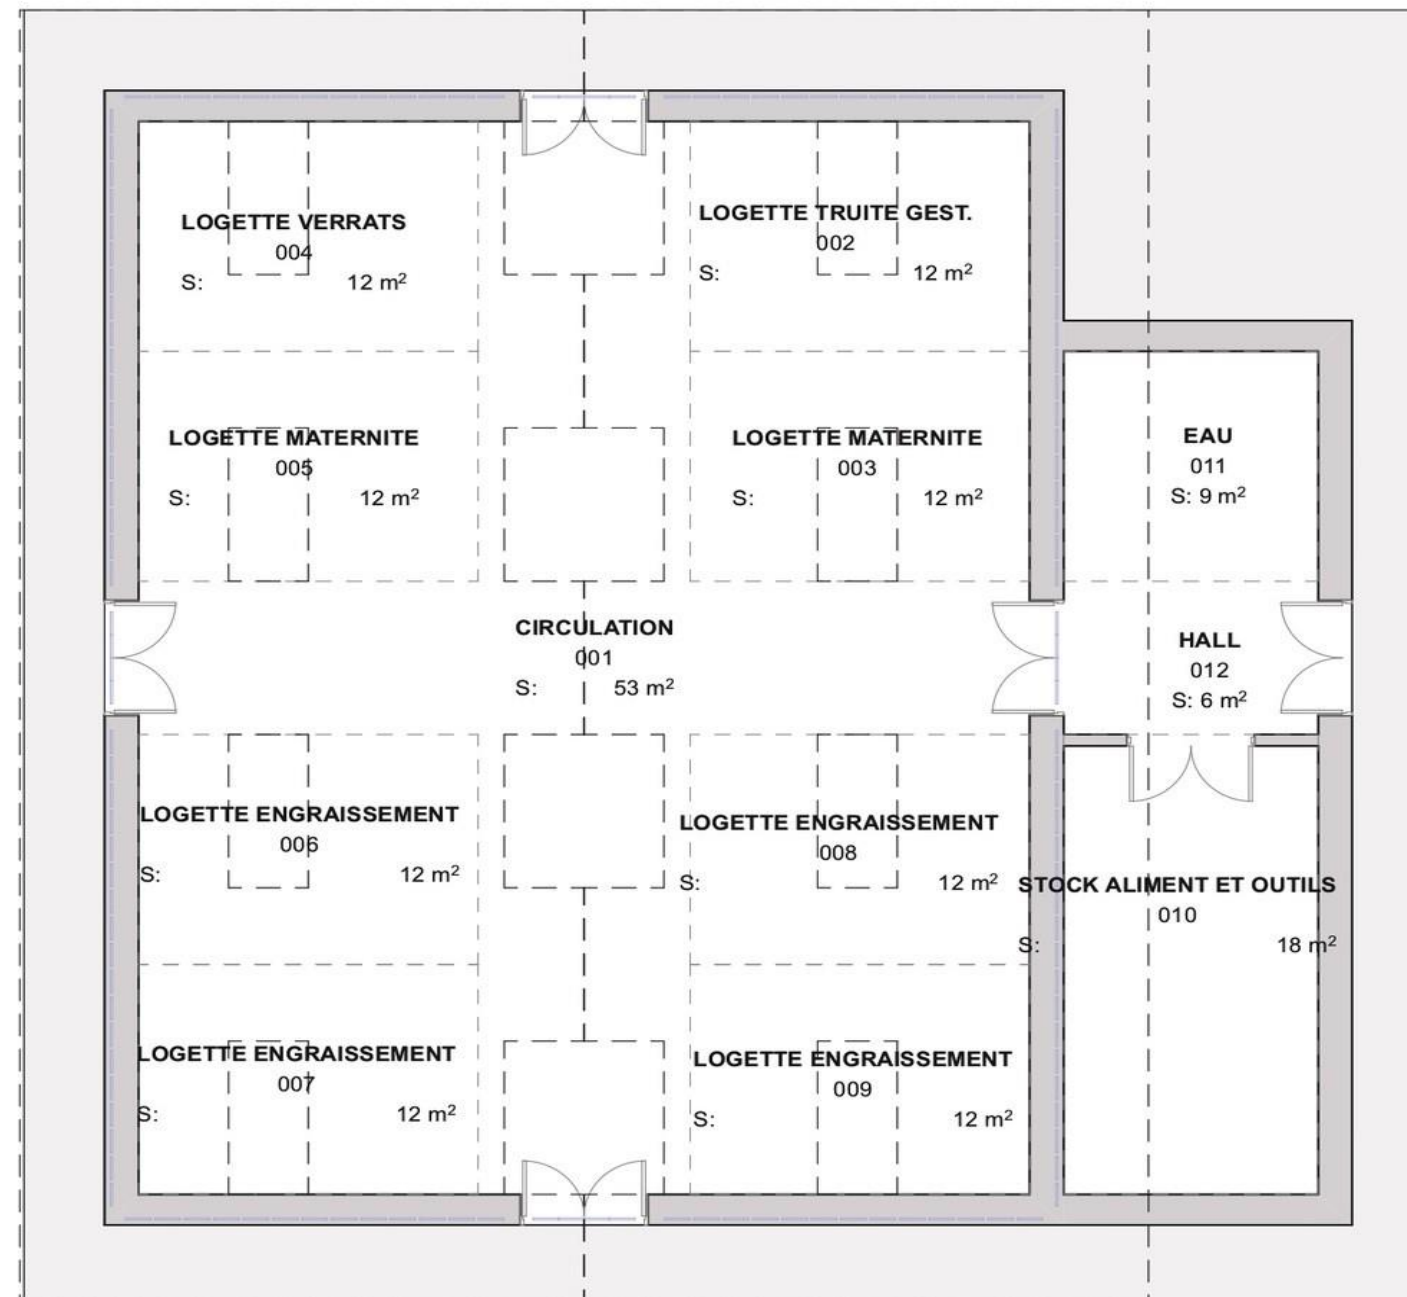 LOGETTE VERRATS
004
S: 12 m²
LOGETTE TRUITE GEST.
002
S: 12 m²
LOGETTE MATERNITE
005
S: 12 m²
LOGETTE MATERNITE
003
S: 12 m²
EAU
011
S: 9 m²
CIRCULATION
001
S: 53 m²
HALL
012
S: 6 m²
LOGETTE ENGRAISSEMENT
006
S: 12 m²
LOGETTE ENGRAISSEMENT
008
S: 12 m²
STOCK ALIMENT ET OUTILS
010
S: 18 m²
LOGETTE ENGRAISSEMENT
007
S: 12 m²
LOGETTE ENGRAISSEMENT
009
S: 12 m²